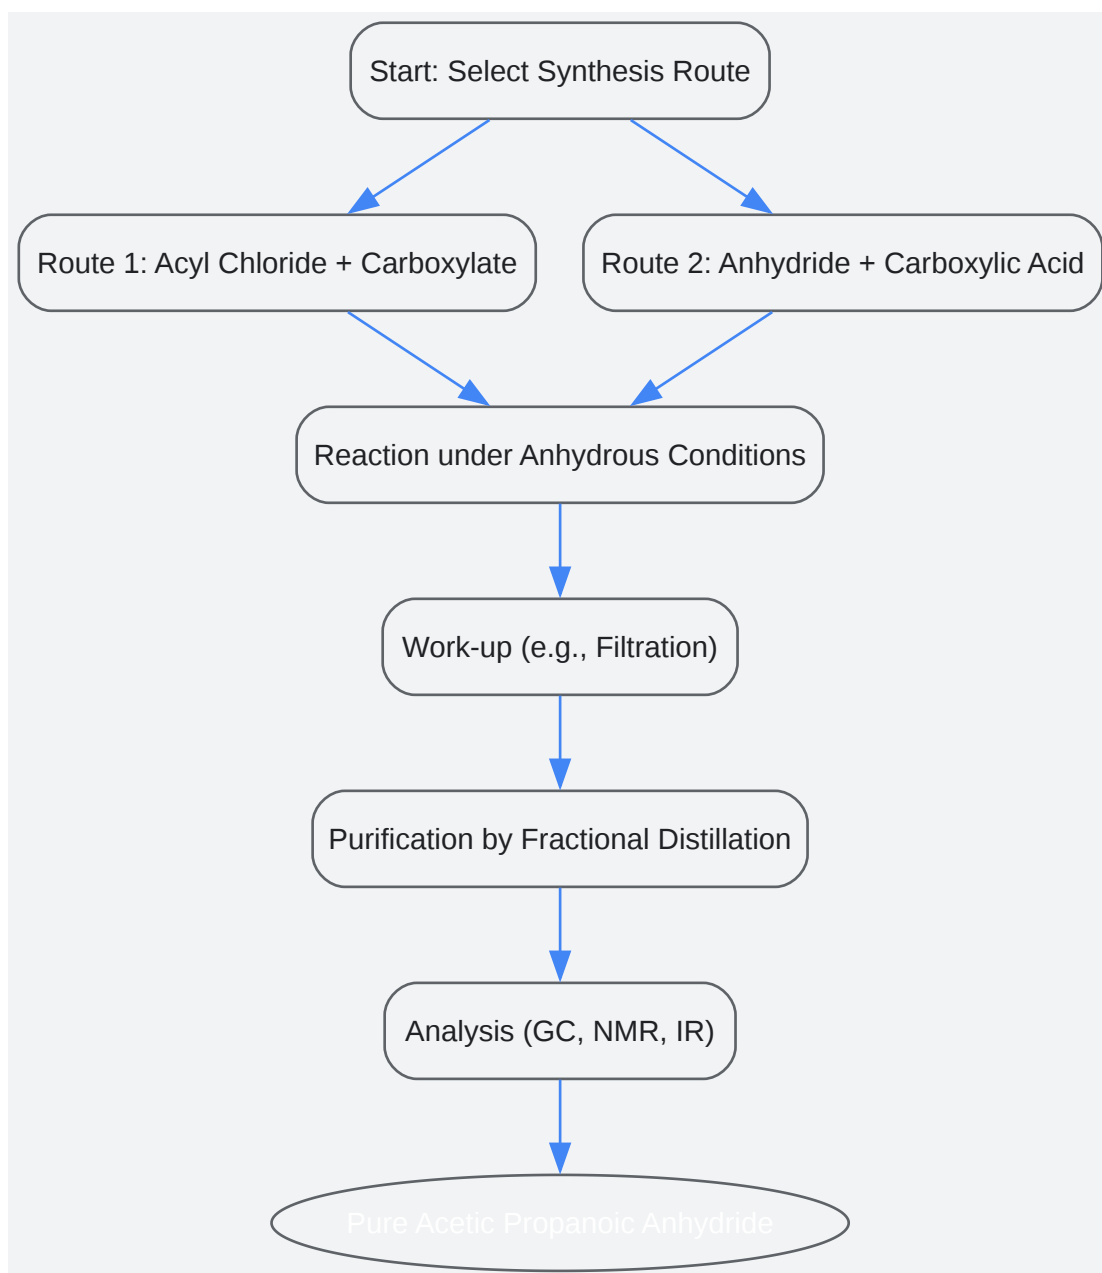 Start: Select Synthesis Route
Route 1: Acyl Chloride + Carboxylate
Route 2: Anhydride + Carboxylic Acid
Reaction under Anhydrous Conditions
Work-up (e.g., Filtration)
Purification by Fractional Distillation
Analysis (GC, NMR, IR)
Pure Acetic Propanoic Anhydride